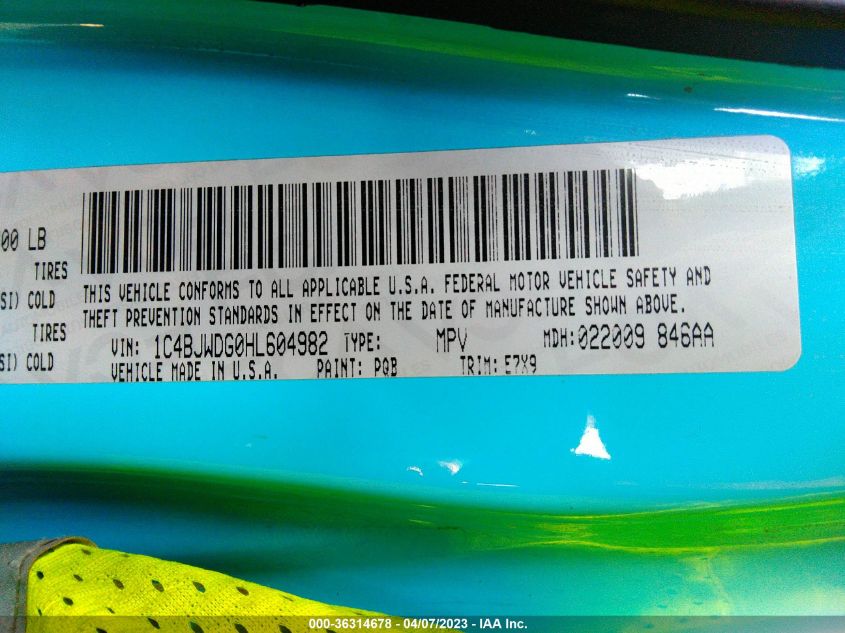 00 LB
TIRES
SI) COLD
TIRES
SI) COLD
THIS VEHICLE CONFORMS TO ALL APPLICABLE U.S.A. FEDERAL MOTOR VEHICLE SAFETY AND
THEFT PREVENTION STANDARDS IN EFFECT ON THE DATE OF MANUFACTURE SHOWN ABOVE.
VIN: 1C4BJWDG0HL604982 TYPE: MPV MDH:022009 846AA
VEHICLE MADE IN U.S.A. PAINT: PQB TRIM: E7X9
000-36314678 - 04/07/2023 - IAA Inc.